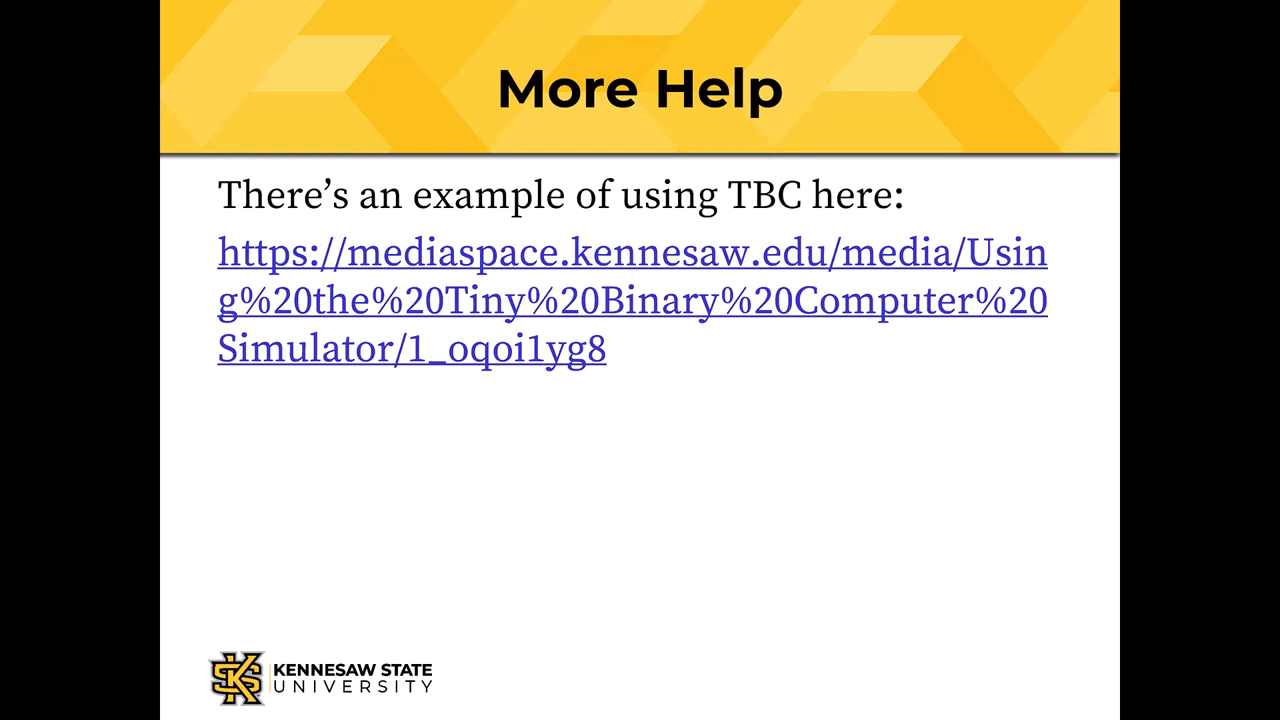 More Help
There’s an example of using TBC here:
https://mediaspace.kennesaw.edu/media/Usin
g%20the%20Tiny%20Binary%20Computer%20
Simulator/1_oqoi1yg8
KENNESAW STATE
UNIVERSITY